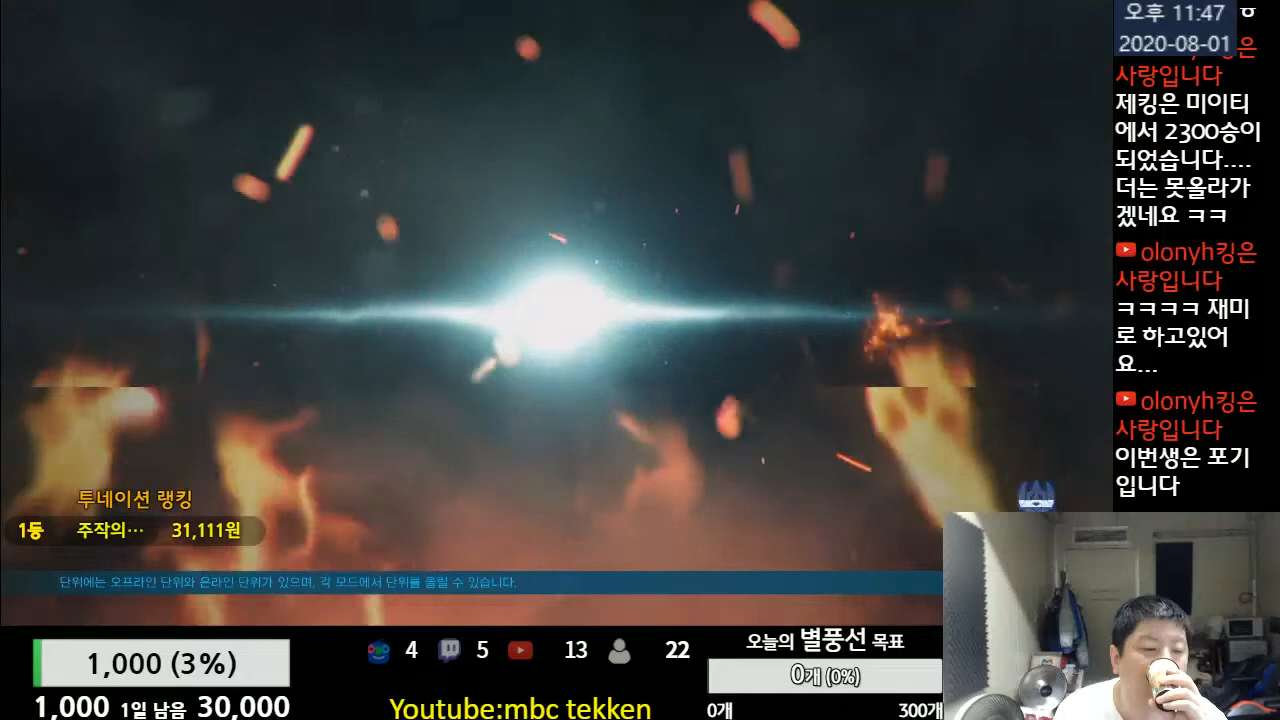 오후 11:47
2020-08-01
ㅎ
킹은
사랑입니다
제킹은 미이티
에서 2300승이
되었습니다....
더는 못올라가
겠네요 ㅋㅋ
olonyh킹은
사랑입니다
ㅋㅋㅋㅋ 재미
로 하고있어
요...
olonyh킹은
사랑입니다
이번생은 포기
입니다
투네이션 랭킹
1등 주작의… 31,111원
단위에는 오프라인 단위와 온라인 단위가 있으며, 각 모드에서 단위를 올릴 수 있습니다.
1,000 (3%)
1,000 1일 남음 30,000
4 5 13 22
Youtube:mbc tekken
오늘의 별풍선 목표
0개 (0%)
0개 300개